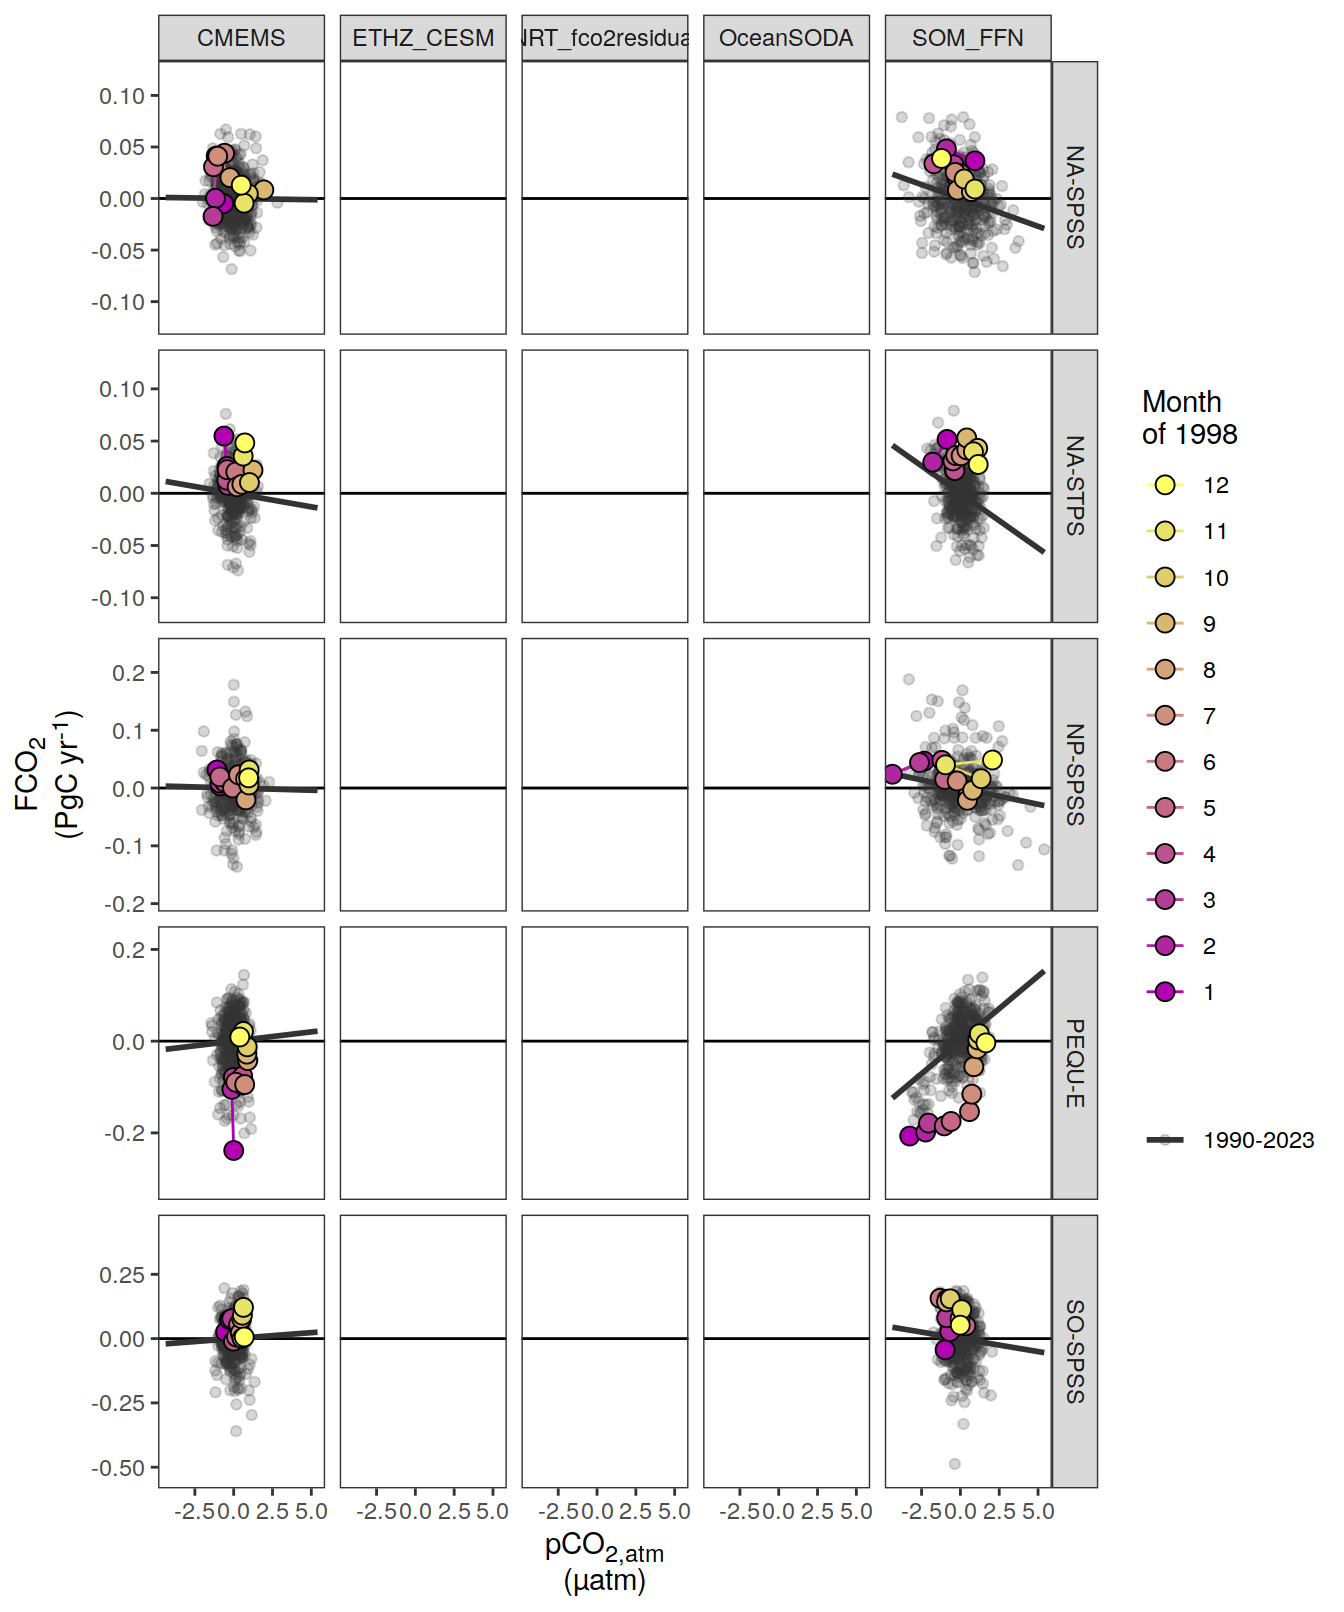 CMEMS ETHZ_CESM NRT_fco2residua OceanSODA SOM_FFN
0.10
0.05
0.00
-0.05
-0.10
NA-SPSS
0.10
0.05
0.00
-0.05
-0.10
NA-STPS
0.2
0.1
0.0
-0.1
-0.2
NP-SPSS
0.2
0.0
-0.2
PEQU-E
0.25
0.00
-0.25
-0.50
SO-SPSS
-2.5 0.0 2.5 5.0 -2.5 0.0 2.5 5.0 -2.5 0.0 2.5 5.0 -2.5 0.0 2.5 5.0 -2.5 0.0 2.5 5.0
pCO2,atm
(µatm)
FCO2
(PgC yr-1)
Month
of 1998
12
11
10
9
8
7
6
5
4
3
2
1
1990-2023